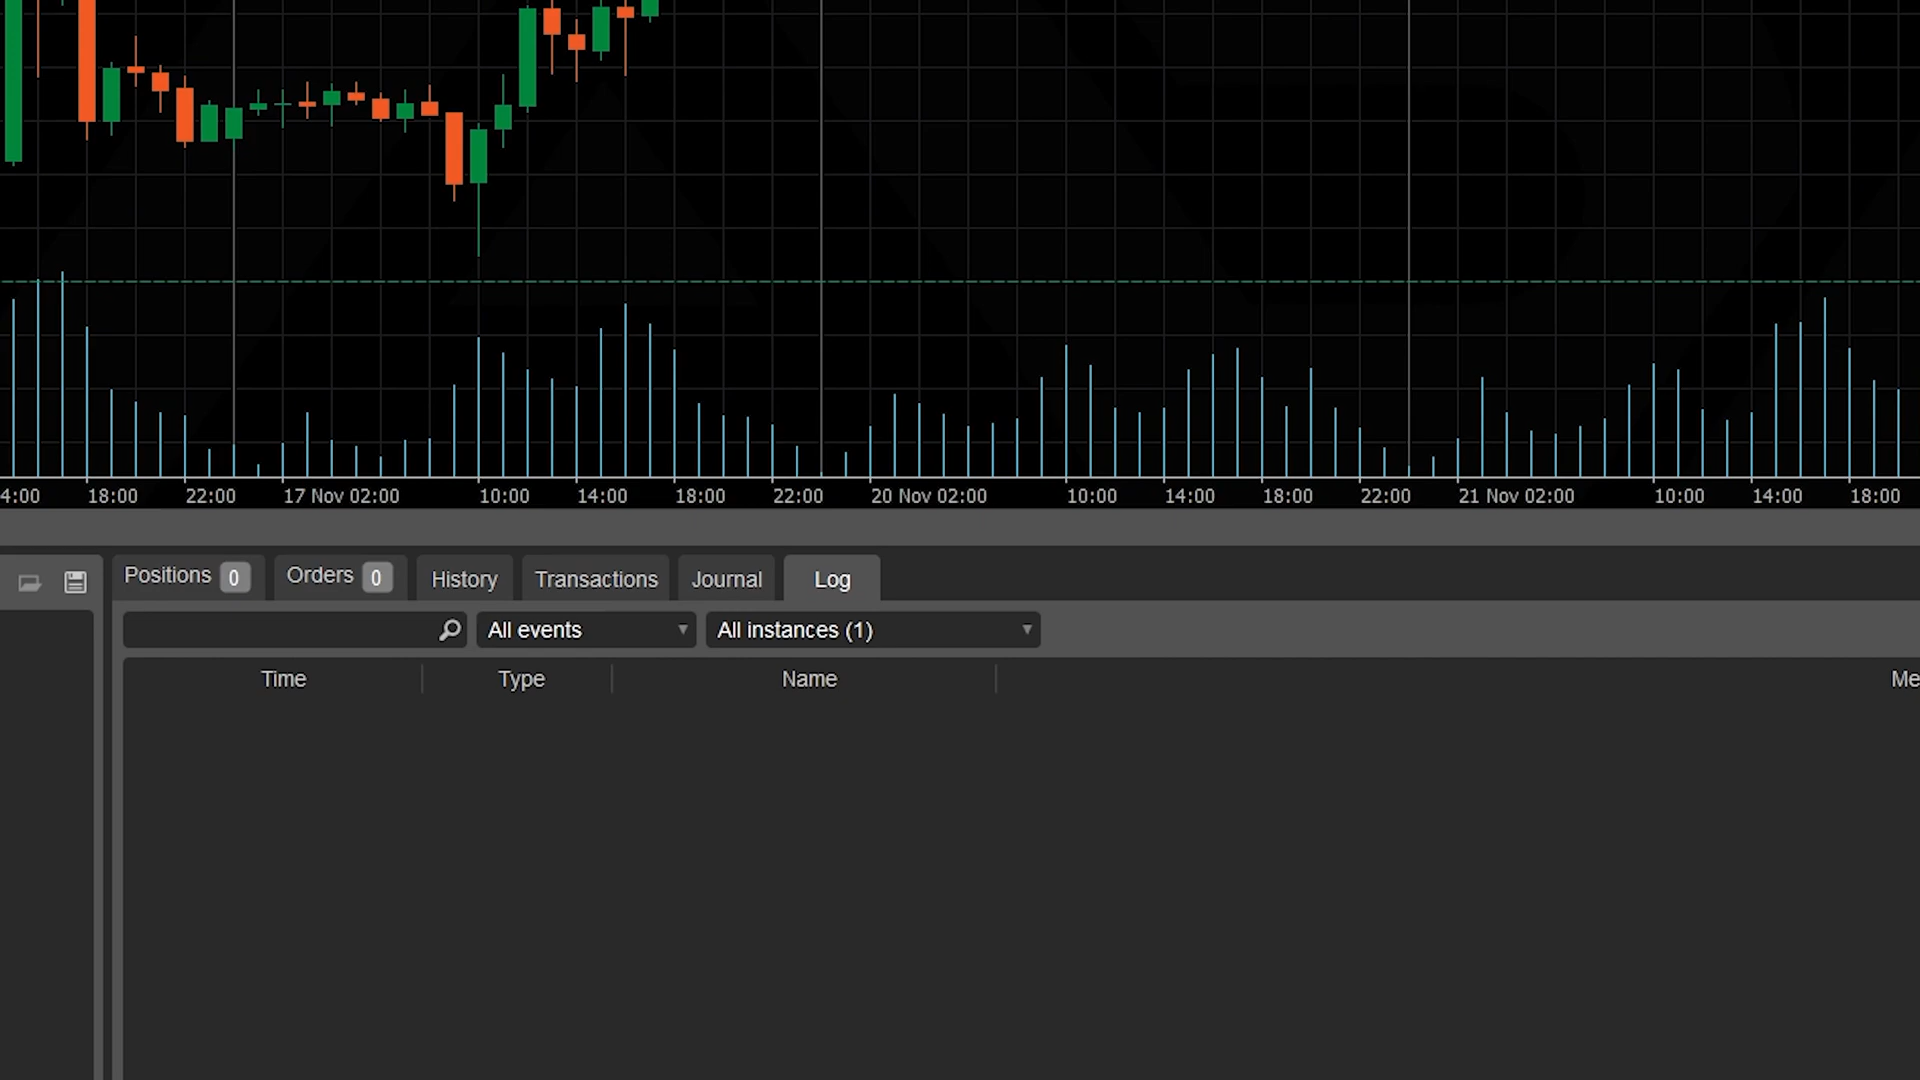 4:00 18:00 22:00 17 Nov 02:00 10:00 14:00 18:00 22:00 20 Nov 02:00 10:00 14:00 18:00 22:00 21 Nov 02:00 10:00 14:00 18:00
Positions 0 Orders 0 History Transactions Journal Log
All events All instances (1)
Time Type Name Me